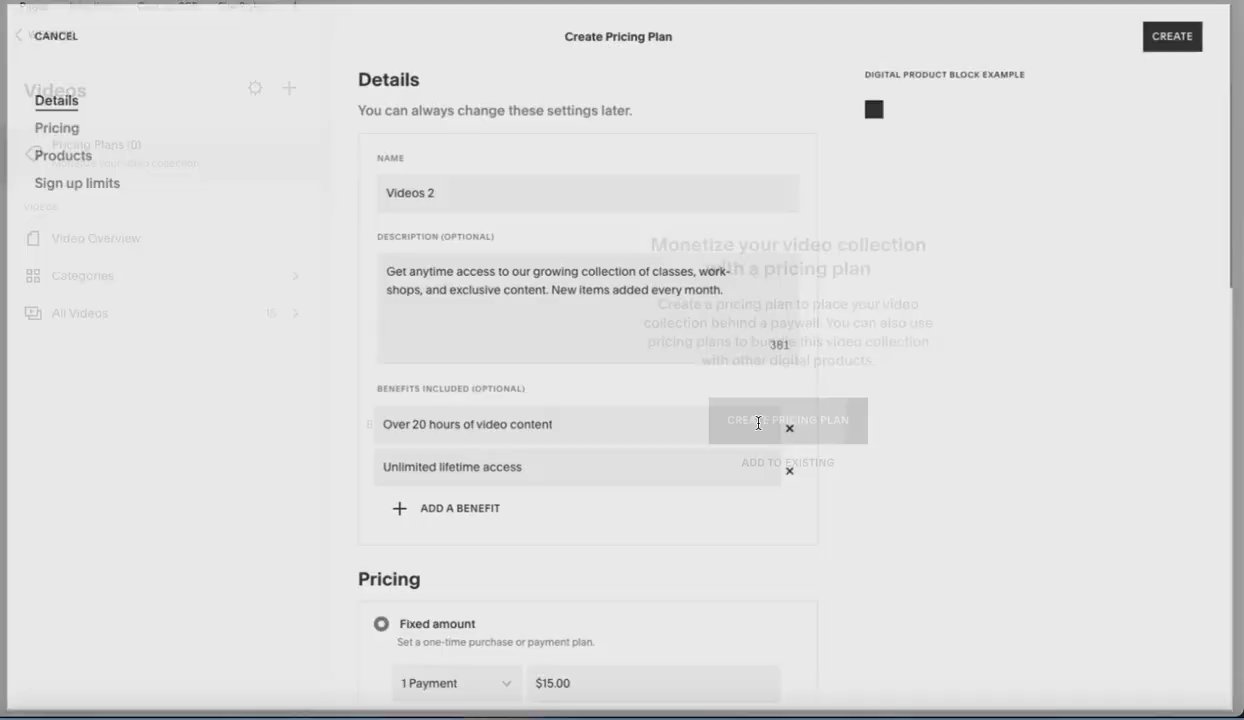 CANCEL
Create Pricing Plan
CREATE
Videos
Details
Pricing
Pricing Plans (0)
Products
Monetize your video collection
Sign up limits
VIDEOS
Video Overview
Categories
All Videos
15
Details
You can always change these settings later.
NAME
Videos 2
DESCRIPTION (OPTIONAL)
Get anytime access to our growing collection of classes, work-
shops, and exclusive content. New items added every month.
381
BENEFITS INCLUDED (OPTIONAL)
Over 20 hours of video content
Unlimited lifetime access
ADD A BENEFIT
Pricing
Fixed amount
Set a one-time purchase or payment plan.
1 Payment
$15.00
DIGITAL PRODUCT BLOCK EXAMPLE
Monetize your video collection
with a pricing plan
Create a pricing plan to place your video
collection behind a paywall. You can also use
pricing plans to bundle this video collection
with other digital products.
CREATE PRICING PLAN
ADD TO EXISTING